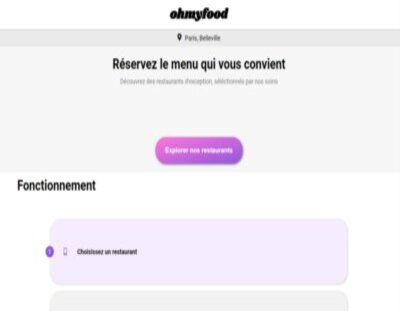 ohmyfood
Paris, Belleville
Réservez le menu qui vous convient
Découvrez des restaurants d'exception, séléctionnés par nos soins
Explorer nos restaurants
Fonctionnement
1 Choisissez un restaurant